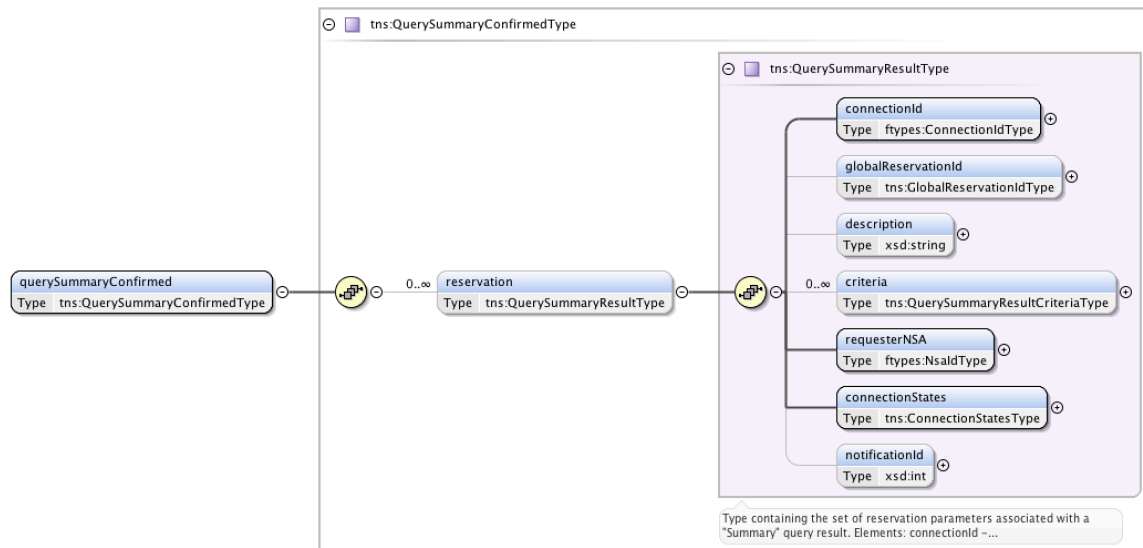 tns:QuerySummaryConfirmedType
tns:QuerySummaryResultType
connectionId
Type ftypes:ConnectionIdType
globalReservationId
Type tns:GlobalReservationIdType
description
Type xsd:string
querySummaryConfirmed
Type tns:QuerySummaryConfirmedType
0..∞
reservation
Type tns:QuerySummaryResultType
0..∞
criteria
Type tns:QuerySummaryResultCriteriaType
requesterNSA
Type ftypes:NsaIdType
connectionStates
Type tns:ConnectionStatesType
notificationId
Type xsd:int
Type containing the set of reservation parameters associated with a
"Summary" query result. Elements: connectionId –...